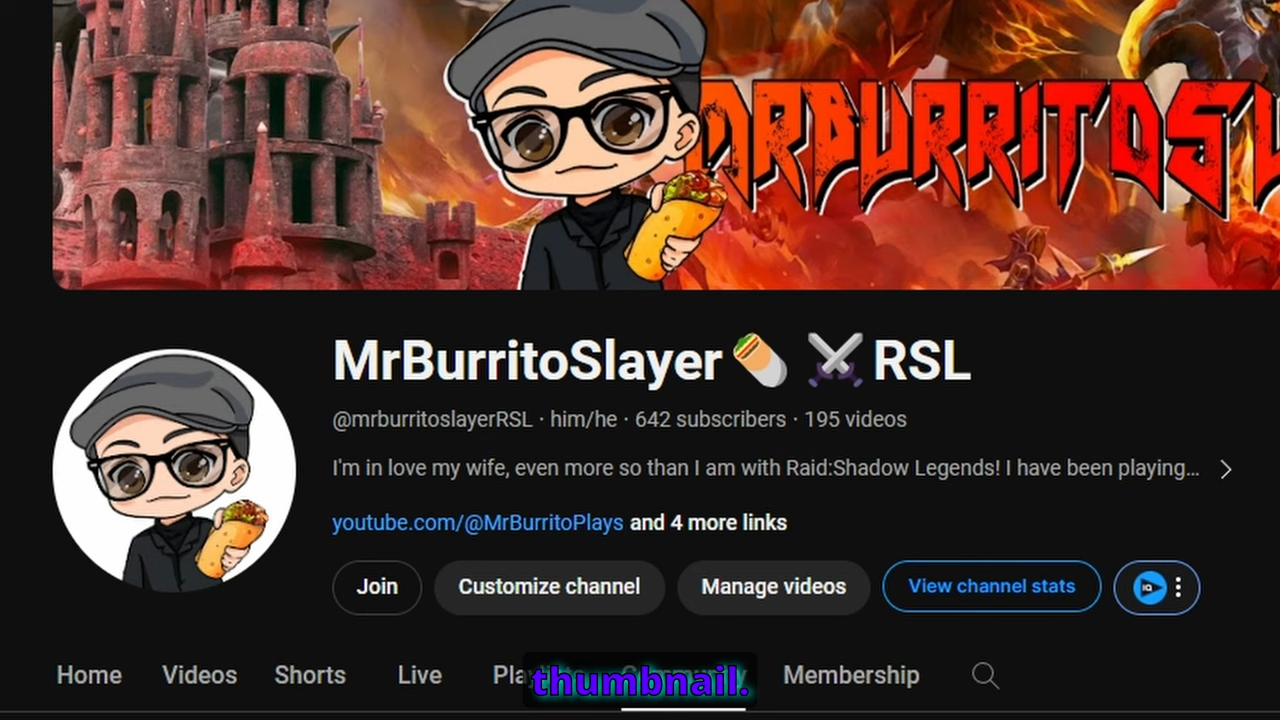 MRBURRITOS
MrBurritoSlayer🌯 ⚔️RSL
@mrburritoslayerRSL · him/he · 642 subscribers · 195 videos
I'm in love my wife, even more so than I am with Raid:Shadow Legends! I have been playing...
youtube.com/@MrBurritoPlays and 4 more links
Join Customize channel Manage videos View channel stats
Home Videos Shorts Live Membership
thumbnail.